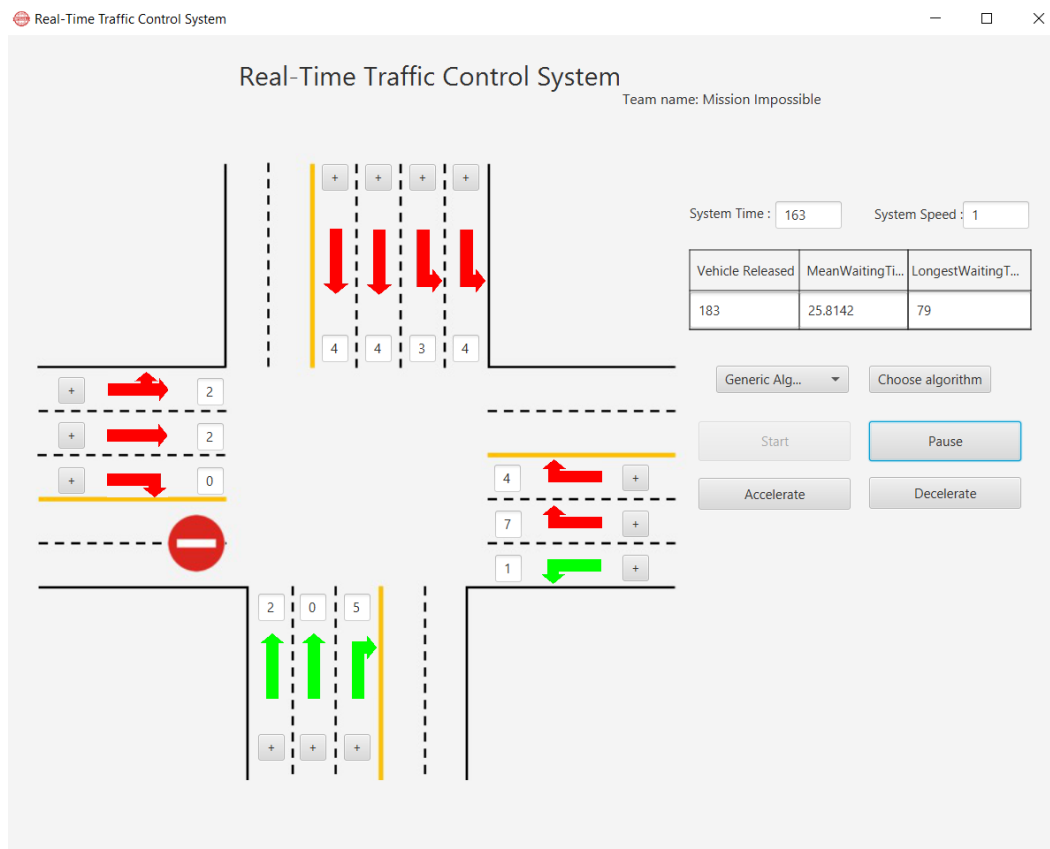 Real-Time Traffic Control System
Real-Time Traffic Control System
Team name: Mission Impossible
+ + + +
System Time : 163 System Speed : 1
Vehicle Released MeanWaitingTi... LongestWaitingT...
183 25.8142 79
4 4 3 4
Generic Alg... Choose algorithm
+ 2
+ 2
Start Pause
+ 0
4 +
Accelerate Decelerate
7 +
1 +
2 0 5
+ + +